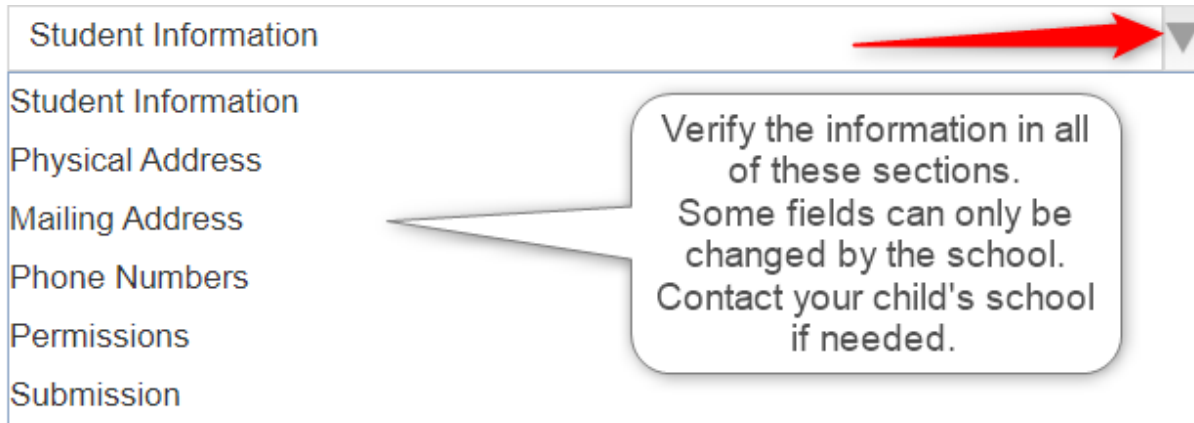 Student Information
Student Information
Physical Address
Mailing Address
Phone Numbers
Permissions
Submission
Verify the information in all
of these sections.
Some fields can only be
changed by the school.
Contact your child's school
if needed.